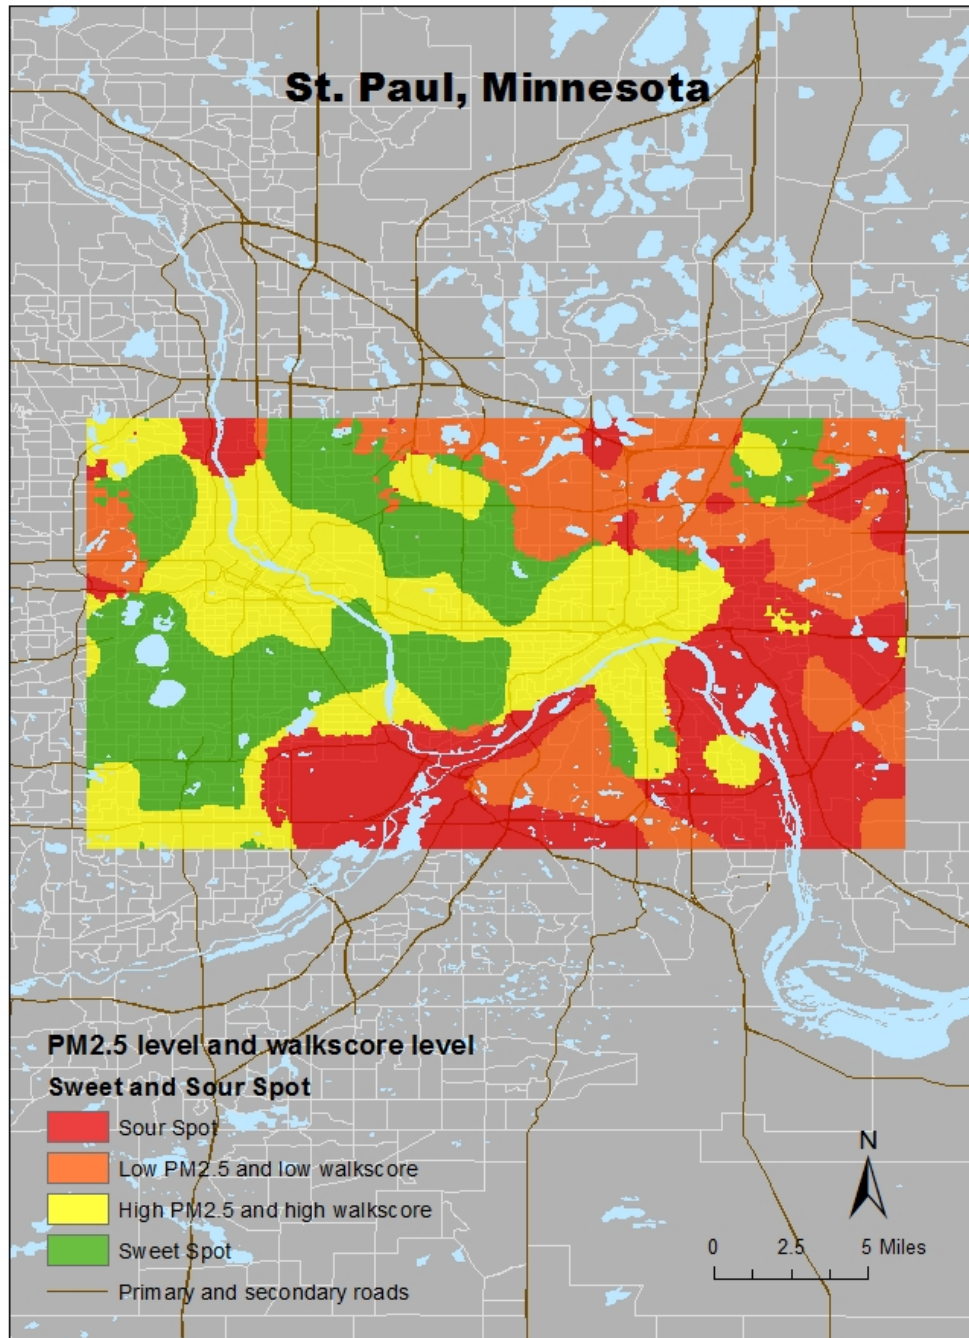 St. Paul, Minnesota
PM2.5 level and walkscore level
Sweet and Sour Spot
Sour Spot
Low PM2.5 and low walkscore
High PM2.5 and high walkscore
Sweet Spot
Primary and secondary roads
N
0 2.5 5 Miles